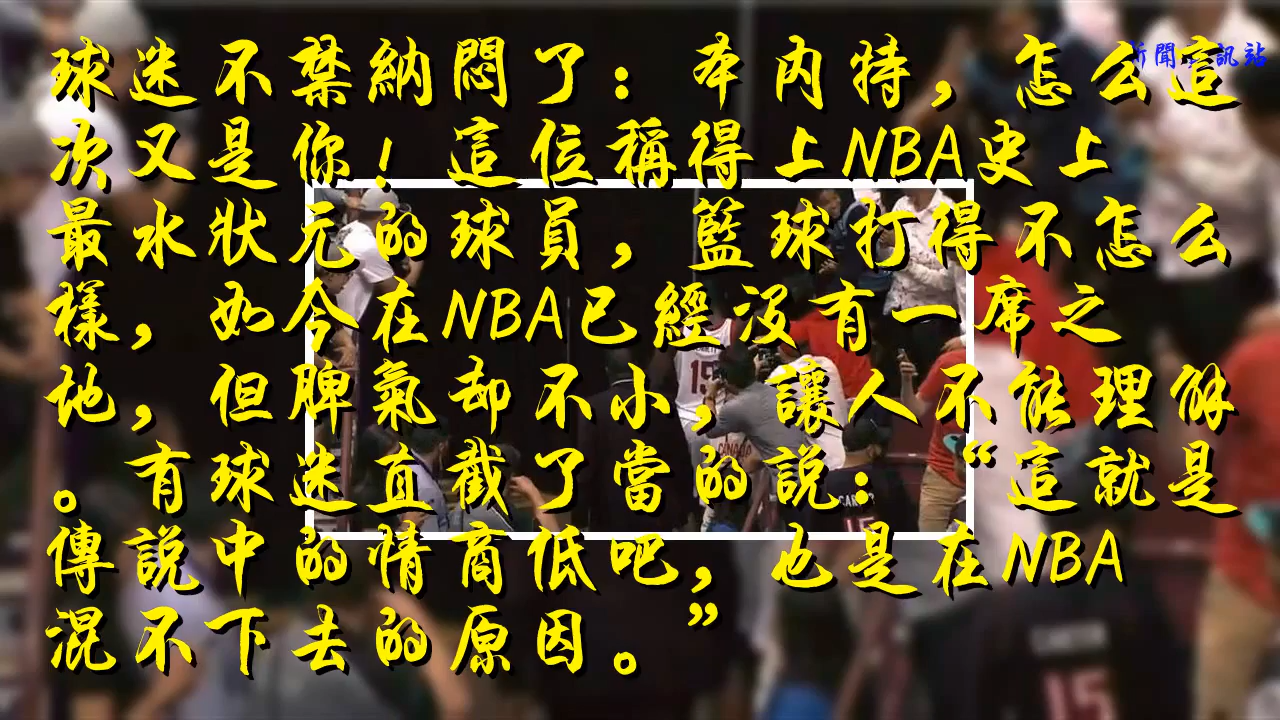 球迷不禁納悶了：本內特，怎么這
次又是你！這位稱得上NBA史上
最水狀元的球員，籃球打得不怎么
樣，如今在NBA已經沒有一席之
地，但脾氣却不小，讓人不能理解
。有球迷直截了當的說：“這就是
傳說中的情商低吧，也是在NBA
混不下去的原因。”
CANADA
15